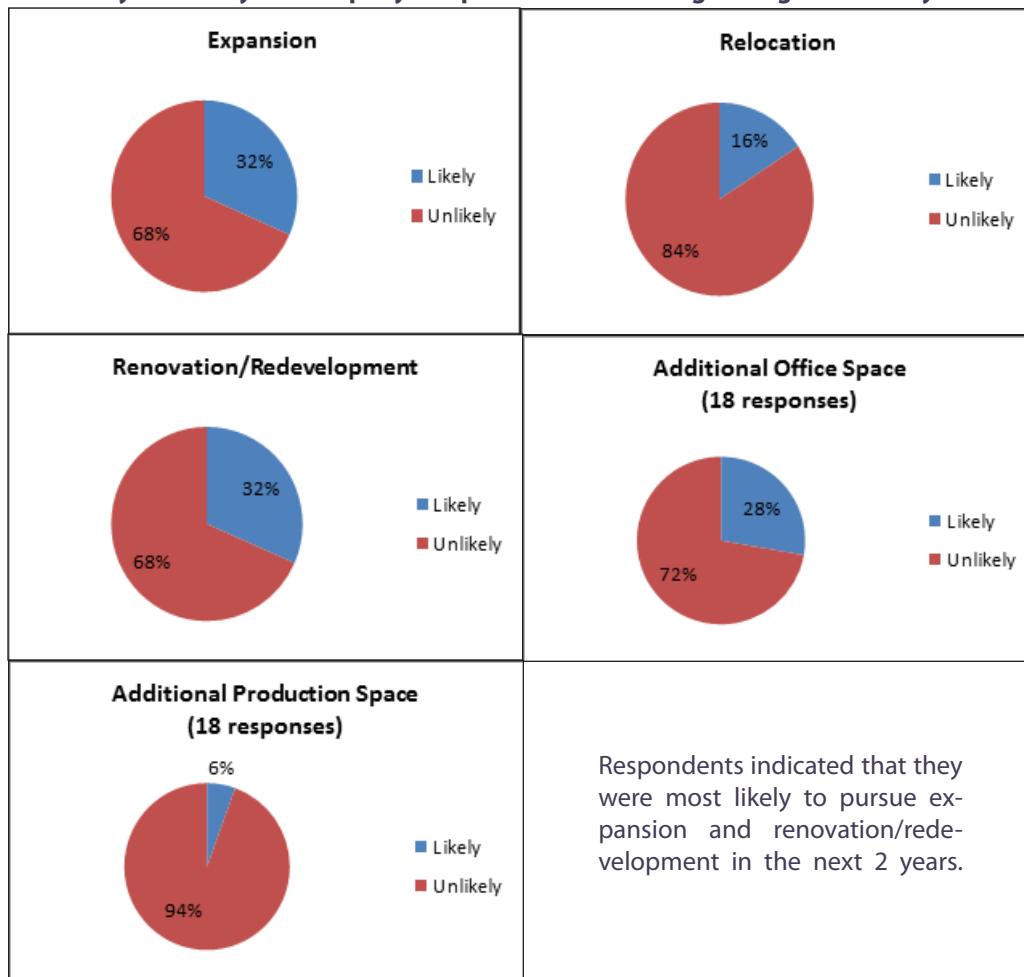 Expansion
32%
68%
Likely
Unlikely
Relocation
16%
84%
Likely
Unlikely
Renovation/Redevelopment
32%
68%
Likely
Unlikely
Additional Office Space
(18 responses)
28%
72%
Likely
Unlikely
Additional Production Space
(18 responses)
6%
94%
Likely
Unlikely
Respondents indicated that they
were most likely to pursue ex-
pansion and renovation/rede-
velopment in the next 2 years.